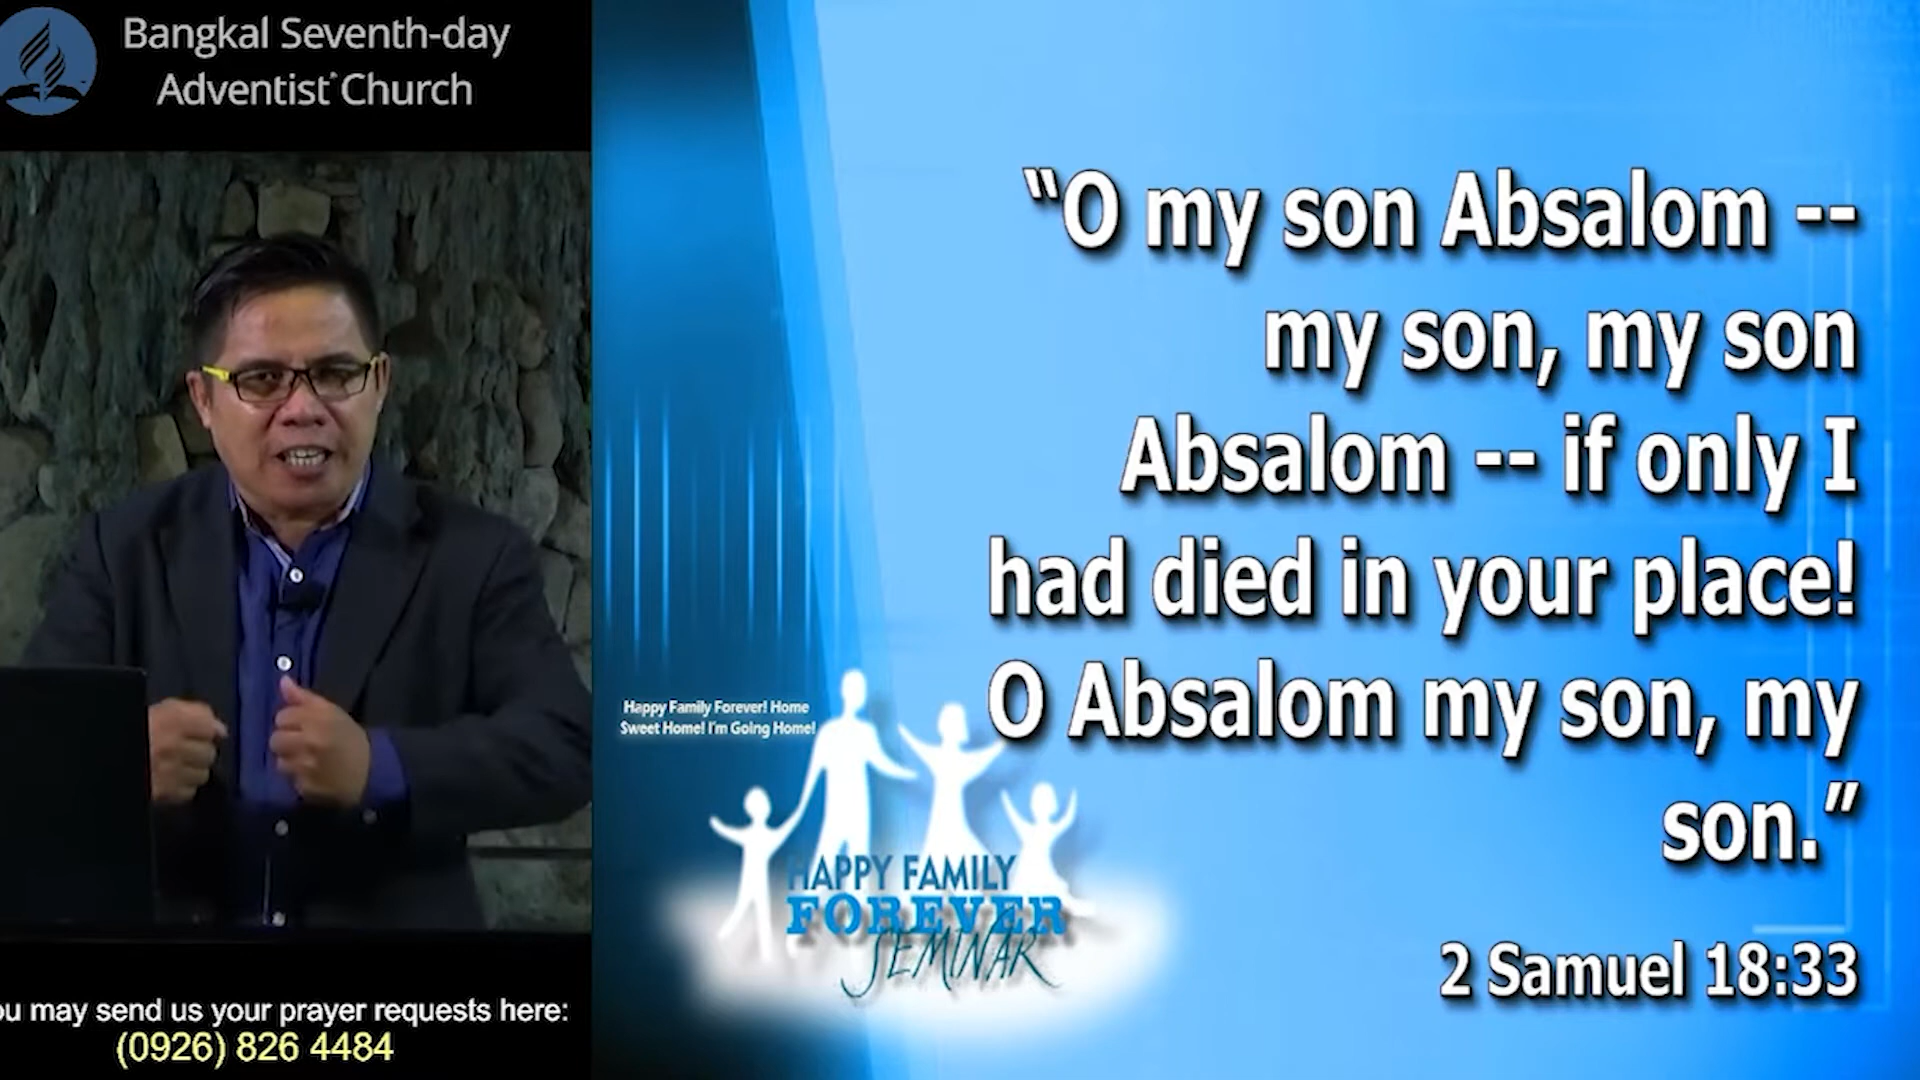 Bangkal Seventh-day
Adventist Church
“O my son Absalom --
my son, my son
Absalom -- if only I
had died in your place!
O Absalom my son, my
son.”
2 Samuel 18:33
Happy Family Forever! Home
Sweet Home! I'm Going Home!
HAPPY FAMILY
FOREVER
SEMINAR
ou may send us your prayer requests here:
(0926) 826 4484